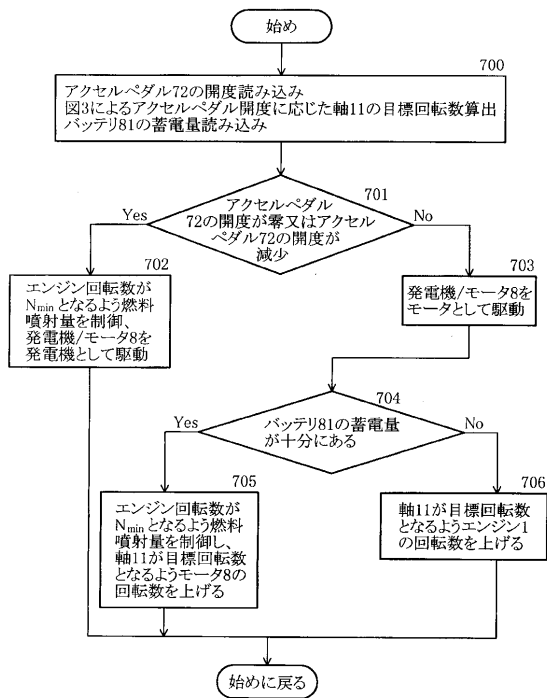 始め
700
アクセルペダル72の開度読み込み
図3によるアクセルペダル開度に応じた軸11の目標回転数算出
バッテリ81の蓄電量読み込み
701
Yes
アクセルペダル
72の開度が零又はアクセル
ペダル72の開度が
減少
No
702
エンジン回転数が
Nminとなるよう燃料
噴射量を制御、
発電機/モータ8を
発電機として駆動
703
発電機/モータ8を
モータとして駆動
704
Yes
バッテリ81の蓄電量
が十分にある
No
705
エンジン回転数が
Nminとなるよう燃料
噴射量を制御し、
軸11が目標回転数
となるようモータ8の
回転数を上げる
706
軸11が目標回転数
となるようエンジン1
の回転数を上げる
始めに戻る